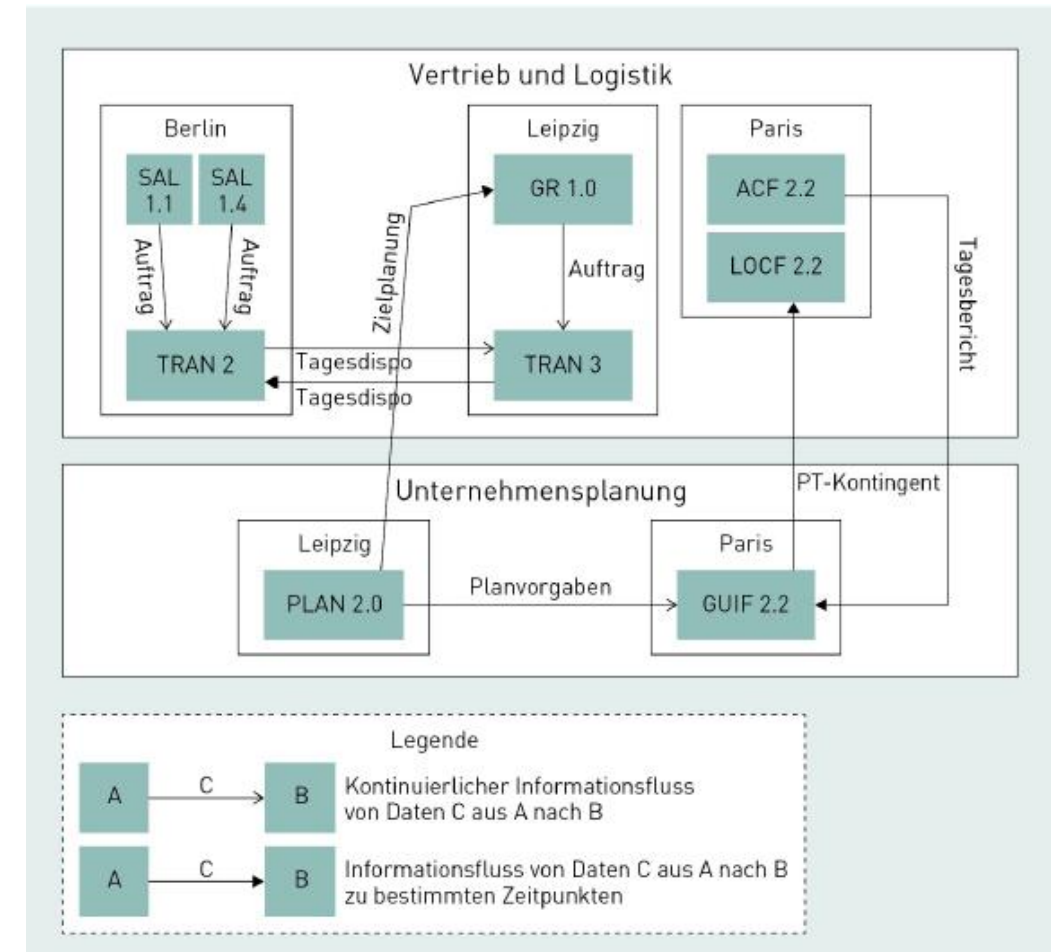 Vertrieb und Logistik
Berlin
SAL
1.1
SAL
1.4
Auftrag
Auftrag
TRAN 2
Tagesdispo
Tagesdispo
Zielplanung
Leipzig
GR 1.0
Auftrag
TRAN 3
Paris
ACF 2.2
LOCF 2.2
Tagesbericht
PT-Kontingent
Unternehmensplanung
Leipzig
PLAN 2.0
Planvorgaben
Paris
GUIF 2.2
Legende
A
C
B
Kontinuierlicher Informationsfluss
von Daten C aus A nach B
A
C
B
Informationsfluss von Daten C aus A nach B
zu bestimmten Zeitpunkten